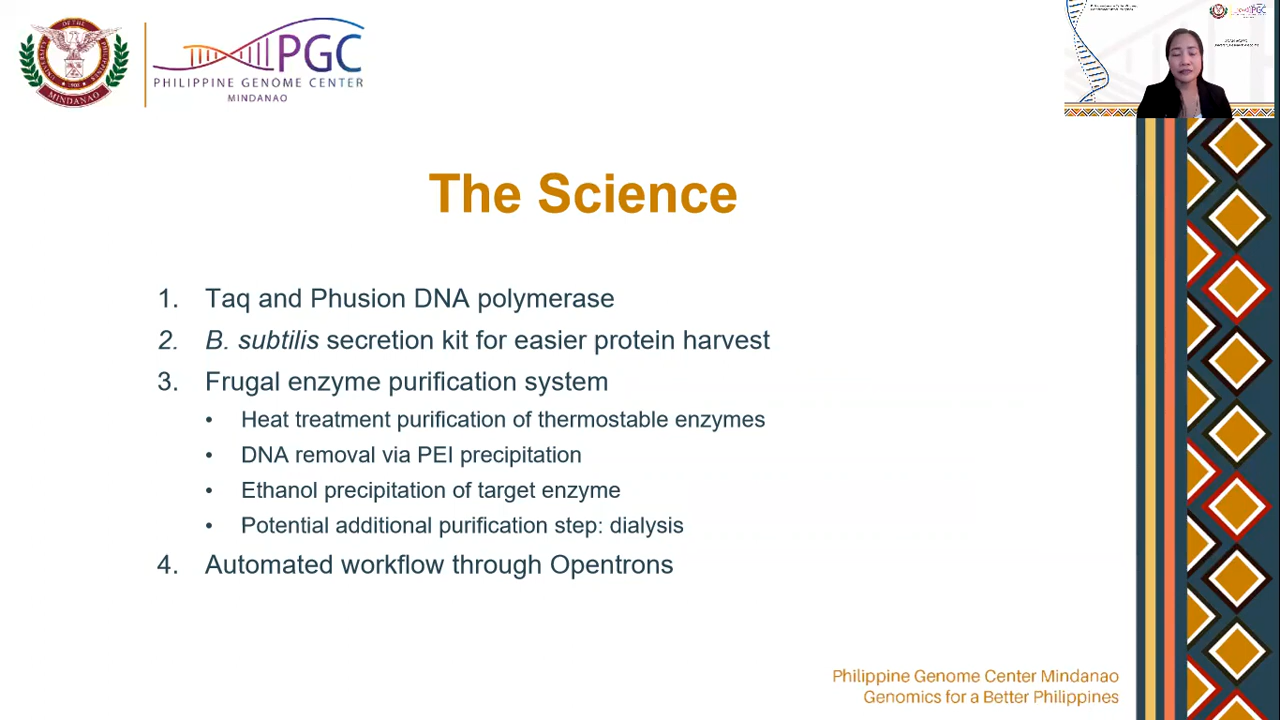 PGC
PHILIPPINE GENOME CENTER
MINDANAO
MINDANAO
The Science
1. Taq and Phusion DNA polymerase
2. B. subtilis secretion kit for easier protein harvest
3. Frugal enzyme purification system
• Heat treatment purification of thermostable enzymes
• DNA removal via PEI precipitation
• Ethanol precipitation of target enzyme
• Potential additional purification step: dialysis
4. Automated workflow through Opentrons
Philippine Genome Center Mindanao
Genomics for a Better Philippines